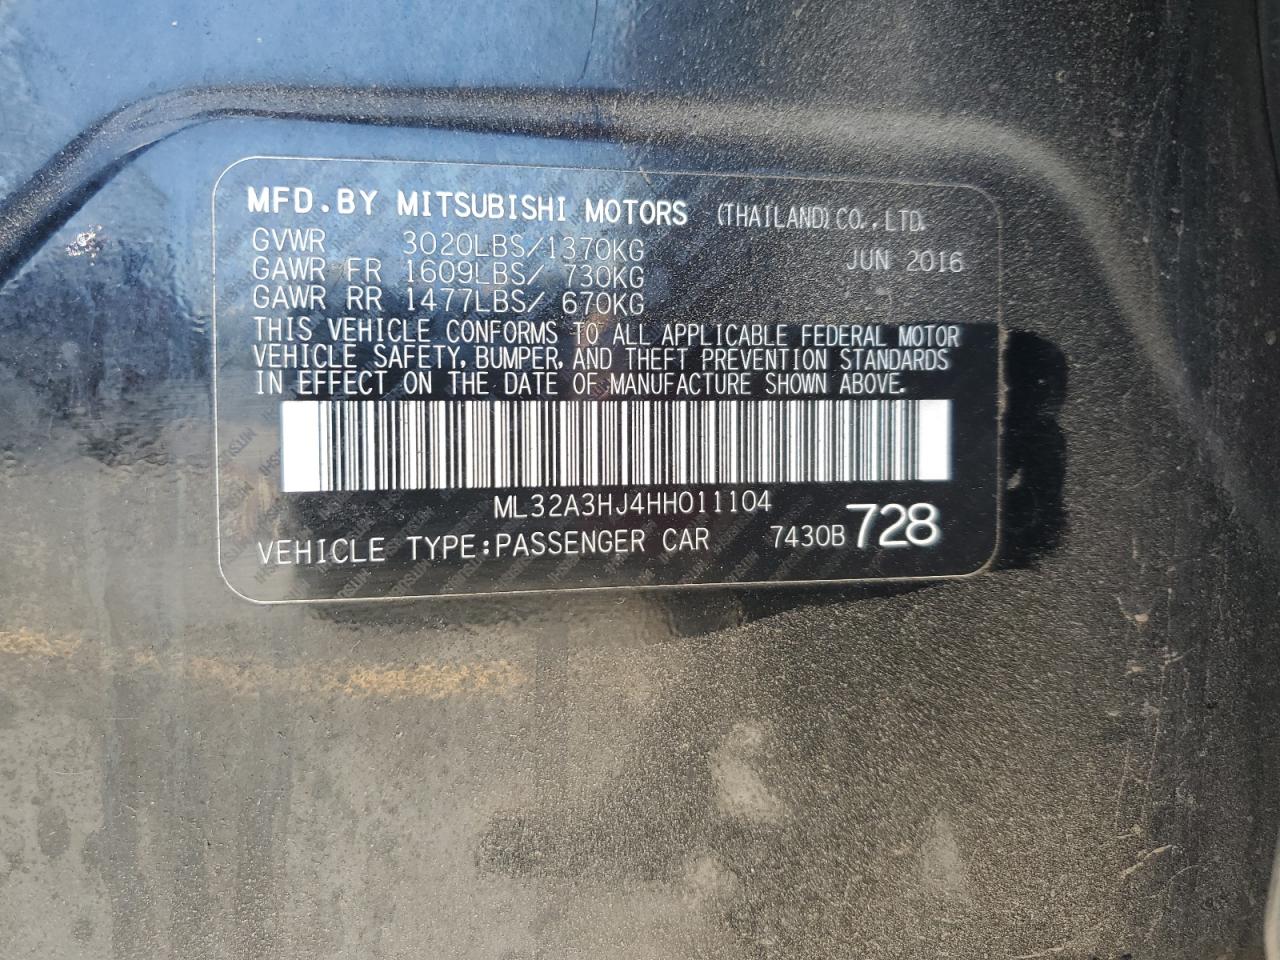 MFD.BY MITSUBISHI MOTORS (THAILAND)CO.,LTD.
GVWR 3020LBS/1370KG JUN 2016
GAWR FR 1609LBS/ 730KG
GAWR RR 1477LBS/ 670KG
THIS VEHICLE CONFORMS TO ALL APPLICABLE FEDERAL MOTOR
VEHICLE SAFETY, BUMPER, AND THEFT PREVENTION STANDARDS
IN EFFECT ON THE DATE OF MANUFACTURE SHOWN ABOVE.
ML32A3HJ4HH011104
VEHICLE TYPE:PASSENGER CAR 7430B 728